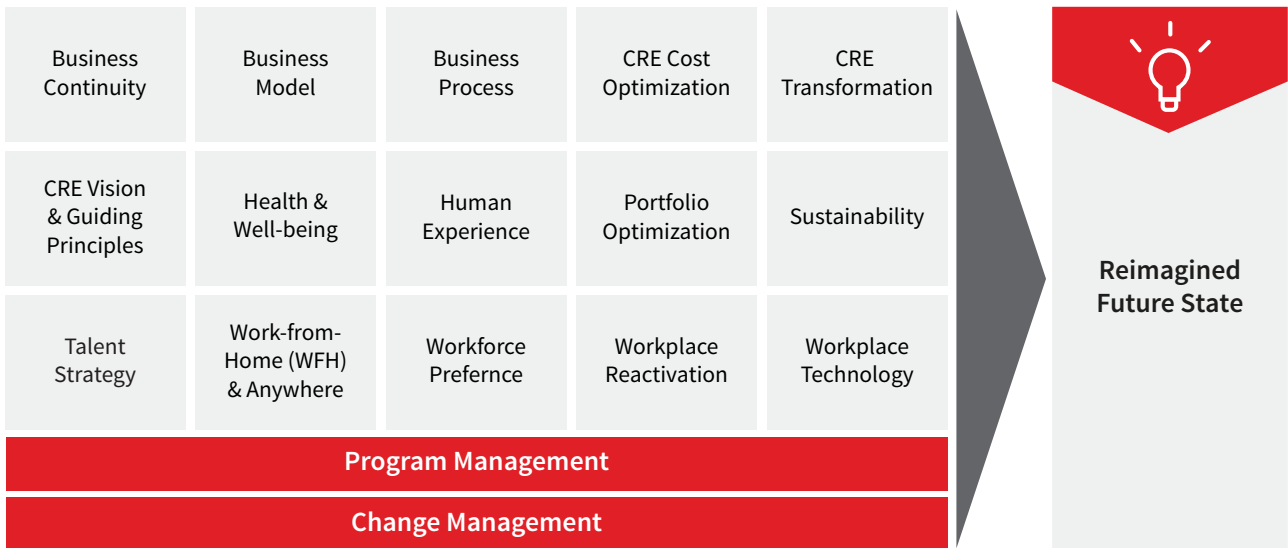 Business
Continuity
Business
Model
Business
Process
CRE Cost
Optimization
CRE
Transformation
CRE Vision
& Guiding
Principles
Health &
Well-being
Human
Experience
Portfolio
Optimization
Sustainability
Talent
Strategy
Work-from-
Home (WFH)
& Anywhere
Workforce
Prefernce
Workplace
Reactivation
Workplace
Technology
Program Management
Change Management
Reimagined
Future State